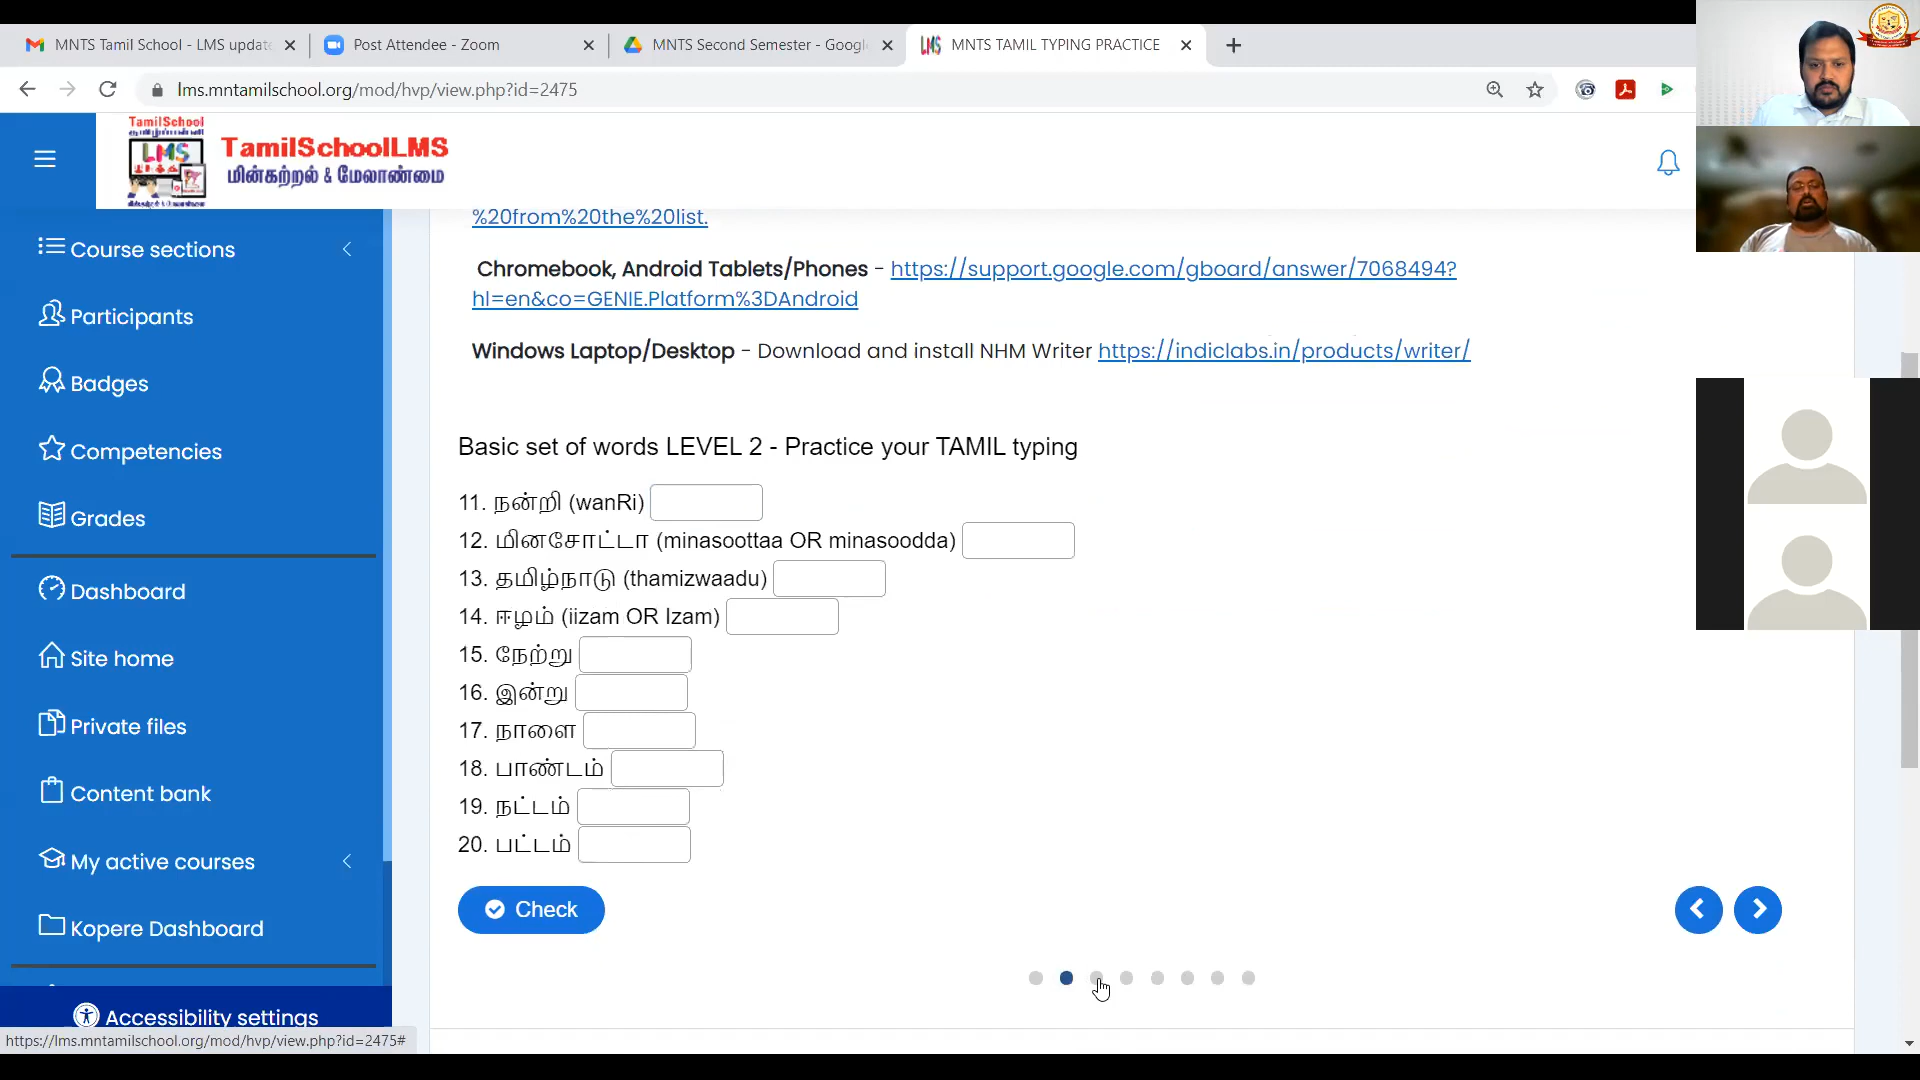 MNTS Tamil School - LMS updat
Post Attendee - Zoom
MNTS Second Semester - Googl
MNTS TAMIL TYPING PRACTICE
lms.mntamilschool.org/mod/hvp/view.php?id=2475
TamilSchool
LMS
TamilSchoolLMS
மின்கற்றல் & மேலாண்மை
Course sections
Participants
Badges
Competencies
Grades
Dashboard
Site home
Private files
Content bank
My active courses
Kopere Dashboard
Accessibility settings
https://lms.mntamilschool.org/mod/hvp/view.php?id=2475#
%20from%20the%20list.
Chromebook, Android Tablets/Phones - https://support.google.com/gboard/answer/7068494?
hl=en&co=GENIE.Platform%3DAndroid
Windows Laptop/Desktop - Download and install NHM Writer https://indiclabs.in/products/writer/
Basic set of words LEVEL 2 - Practice your TAMIL typing
11. நன்றி (wanRi)
12. மினசோட்டா (minasoottaa OR minasoodda)
13. தமிழ்நாடு (thamizwaadu)
14. ஈழம் (iizam OR Izam)
15. நேற்று
16. இன்று
17. நாளை
18. பாண்டம்
19. நட்டம்
20. பட்டம்
Check